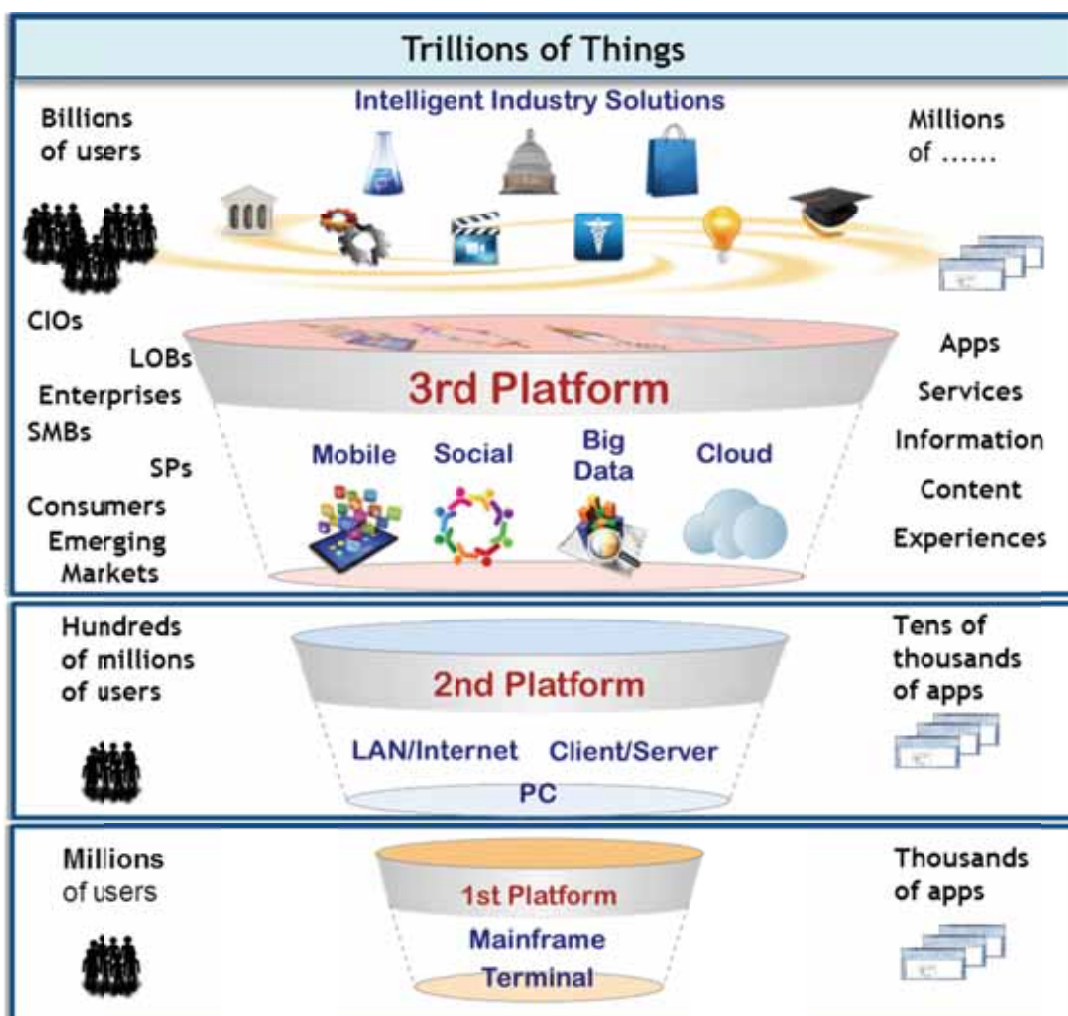 Trillions of Things
Intelligent Industry Solutions
Billions
of users
Millions
of ......
CIOs
LOBs
Enterprises
SMBs
SPs
Consumers
Emerging
Markets
3rd Platform
Mobile
Social
Big
Data
Cloud
Apps
Services
Information
Content
Experiences
Hundreds
of millions
of users
2nd Platform
LAN/Internet
Client/Server
PC
Tens of
thousands
of apps
Millions
of users
1st Platform
Mainframe
Terminal
Thousands
of apps